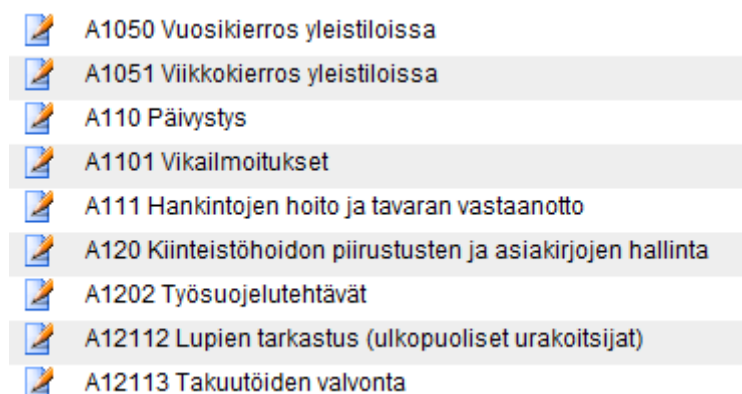 A1050 Vuosikierros yleistiloissa
A1051 Viikkokierros yleistiloissa
A110 Päivystys
A1101 Vikailmoitukset
A111 Hankintojen hoito ja tavaran vastaanotto
A120 Kiinteistöhoidon piirustusten ja asiakirjojen hallinta
A1202 Työsuojelutehtävät
A12112 Lupien tarkastus (ulkopuoliset urakoitsijat)
A12113 Takuutöiden valvonta